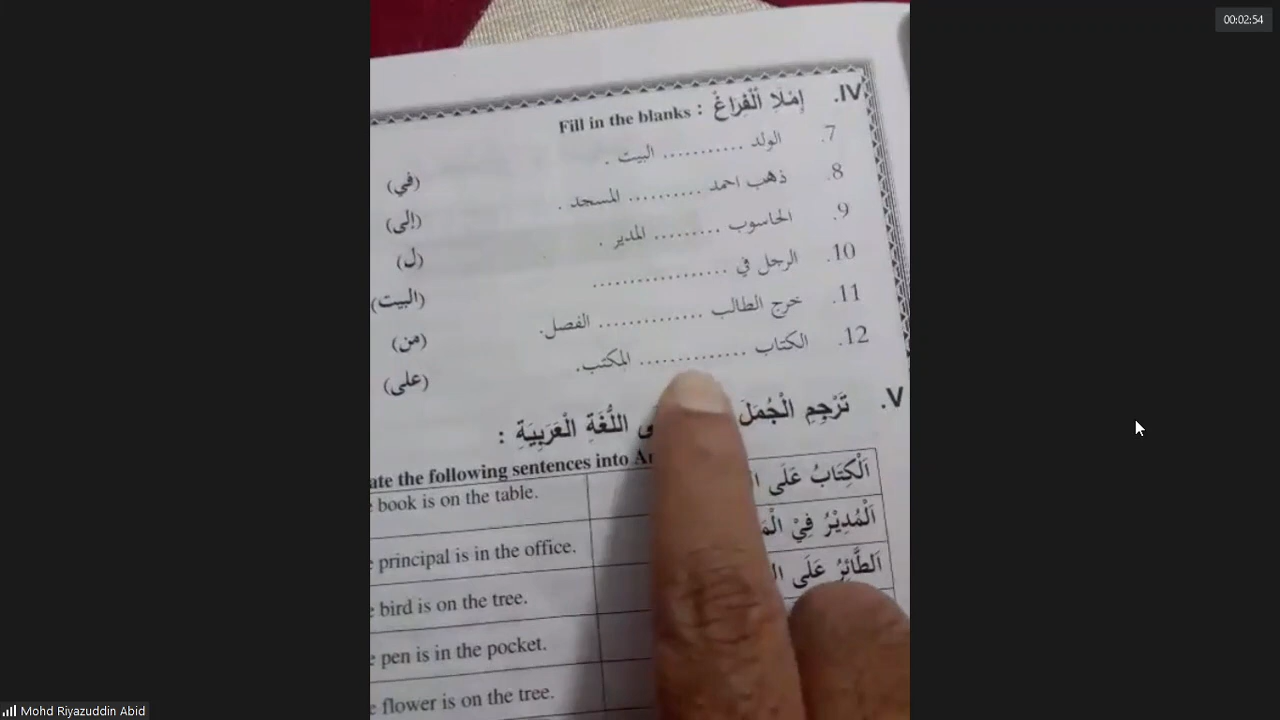 00:02:54
IV. إِمْلَا الْفَراغْ : Fill in the blanks :
7. الولد ........... البيت . (في)
8. ذهب احمد .......... المسجد . (إلى)
9. الحاسوب ......... المدير . (ل)
10. الرجل في .................. (البيت)
11. خرج الطالب .............. الفصل. (من)
12. الكتاب .............. المكتب. (على)
V. تَرْجِمِ الْجُمَلَ اللُّغَةِ الْعَرَبِيَةِ :
ate the following sentences into
book is on the table. اَلْكِتَابُ عَلَى
principal is in the office. اَلْمُدِيْرُ فِيْ
bird is on the tree. اَلطَّائِرُ عَلَى
pen is in the pocket.
flower is on the tree.
Mohd Riyazuddin Abid